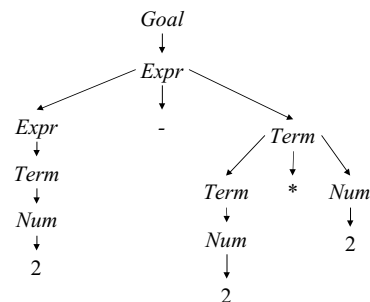 Goal
Expr
Expr - Term
Term Term * Num
Num Num 2
2 2